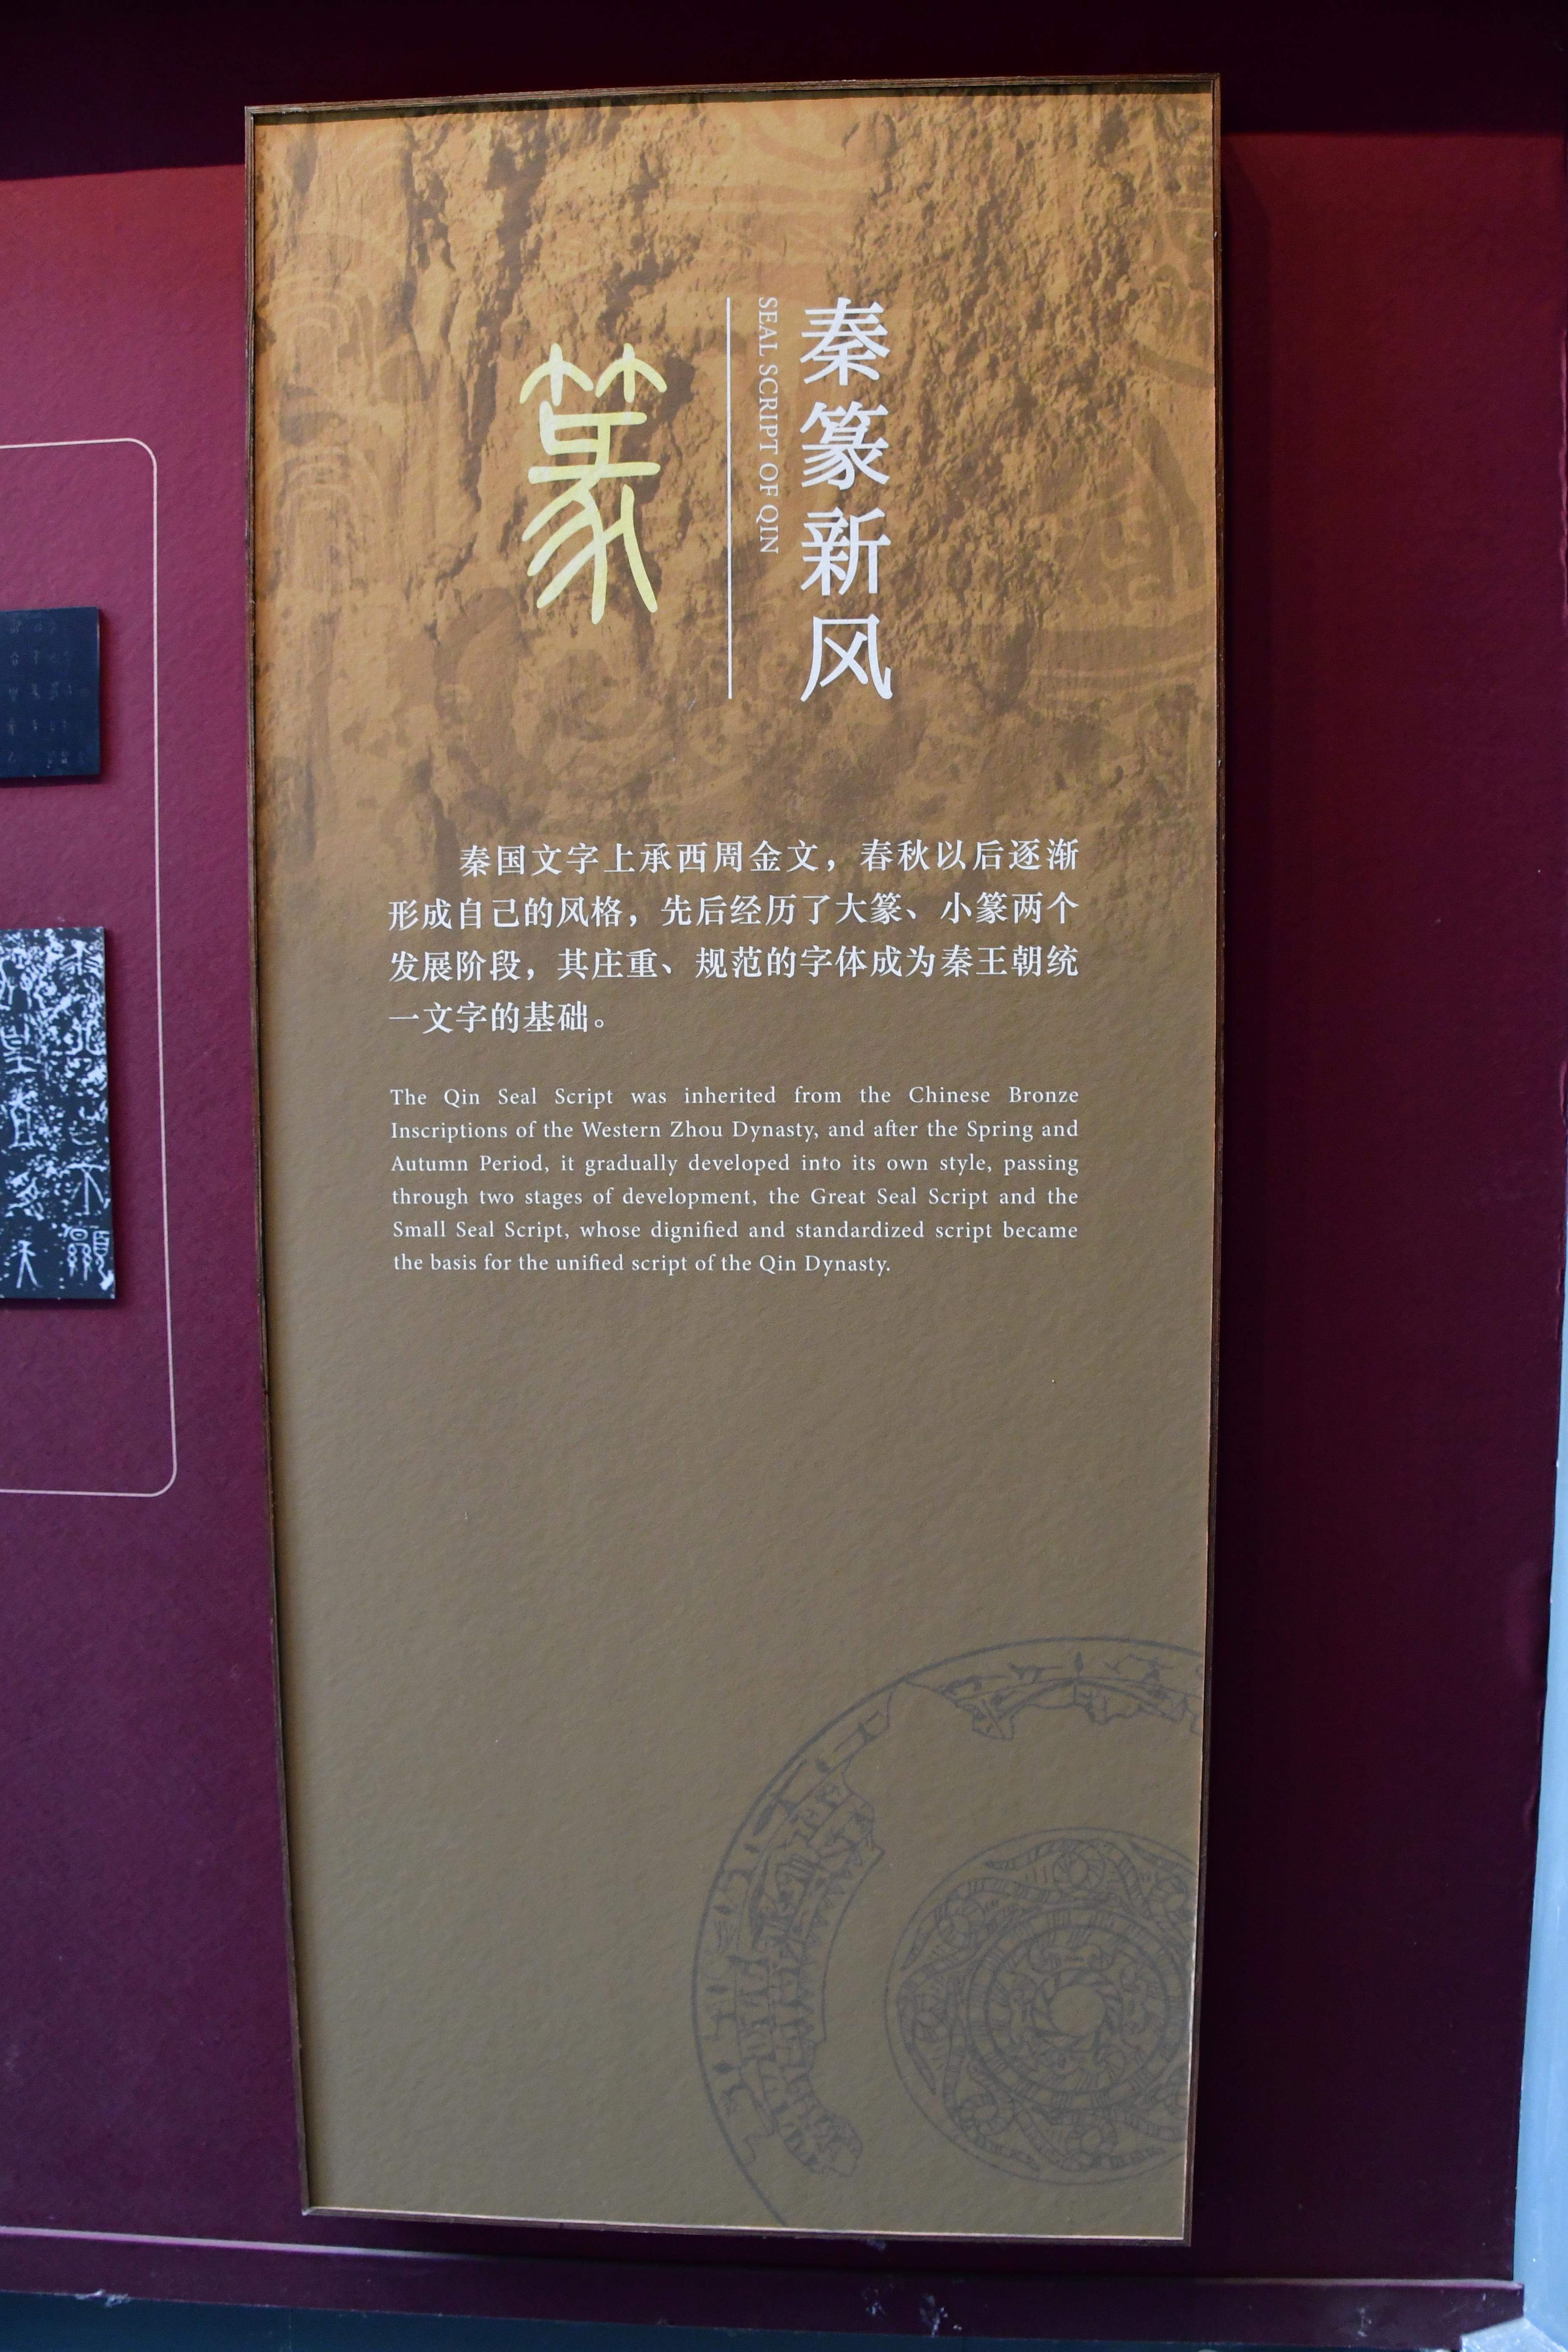 秦篆新风
SEAL SCRIPT OF QIN
篆
秦国文字上承西周金文，春秋以后逐渐
形成自己的风格，先后经历了大篆、小篆两个
发展阶段，其庄重、规范的字体成为秦王朝统
一文字的基础。
The Qin Seal Script was inherited from the Chinese Bronze
Inscriptions of the Western Zhou Dynasty, and after the Spring and
Autumn Period, it gradually developed into its own style, passing
through two stages of development, the Great Seal Script and the
Small Seal Script, whose dignified and standardized script became
the basis for the unified script of the Qin Dynasty.